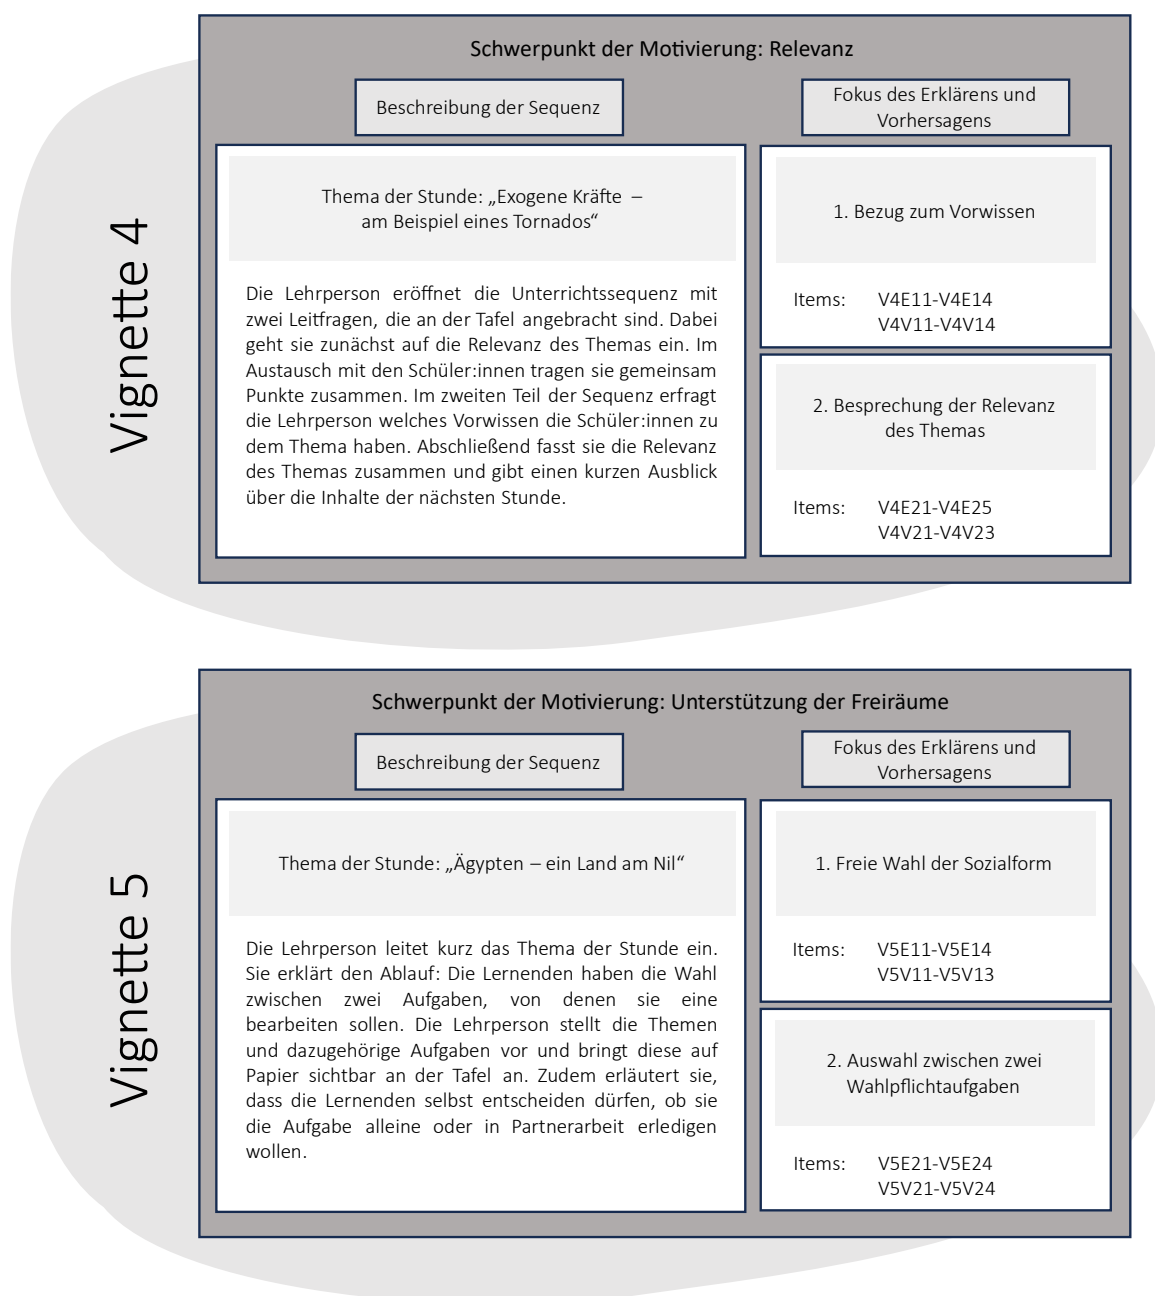 Vignette 4
Schwerpunkt der Motivierung: Relevanz
Beschreibung der Sequenz
Thema der Stunde: „Exogene Kräfte –
am Beispiel eines Tornados“
Die Lehrperson eröffnet die Unterrichtssequenz mit
zwei Leitfragen, die an der Tafel angebracht sind. Dabei
geht sie zunächst auf die Relevanz des Themas ein. Im
Austausch mit den Schüler:innen tragen sie gemeinsam
Punkte zusammen. Im zweiten Teil der Sequenz erfragt
die Lehrperson welches Vorwissen die Schüler:innen zu
dem Thema haben. Abschließend fasst sie die Relevanz
des Themas zusammen und gibt einen kurzen Ausblick
über die Inhalte der nächsten Stunde.
Fokus des Erklärens und
Vorhersagens
1. Bezug zum Vorwissen
Items: V4E11-V4E14
V4V11-V4V14
2. Besprechung der Relevanz
des Themas
Items: V4E21-V4E25
V4V21-V4V23
Vignette 5
Schwerpunkt der Motivierung: Unterstützung der Freiräume
Beschreibung der Sequenz
Thema der Stunde: „Ägypten – ein Land am Nil“
Die Lehrperson leitet kurz das Thema der Stunde ein.
Sie erklärt den Ablauf: Die Lernenden haben die Wahl
zwischen zwei Aufgaben, von denen sie eine
bearbeiten sollen. Die Lehrperson stellt die Themen
und dazugehörige Aufgaben vor und bringt diese auf
Papier sichtbar an der Tafel an. Zudem erläutert sie,
dass die Lernenden selbst entscheiden dürfen, ob sie
die Aufgabe alleine oder in Partnerarbeit erledigen
wollen.
Fokus des Erklärens und
Vorhersagens
1. Freie Wahl der Sozialform
Items: V5E11-V5E14
V5V11-V5V13
2. Auswahl zwischen zwei
Wahlpflichtaufgaben
Items: V5E21-V5E24
V5V21-V5V24